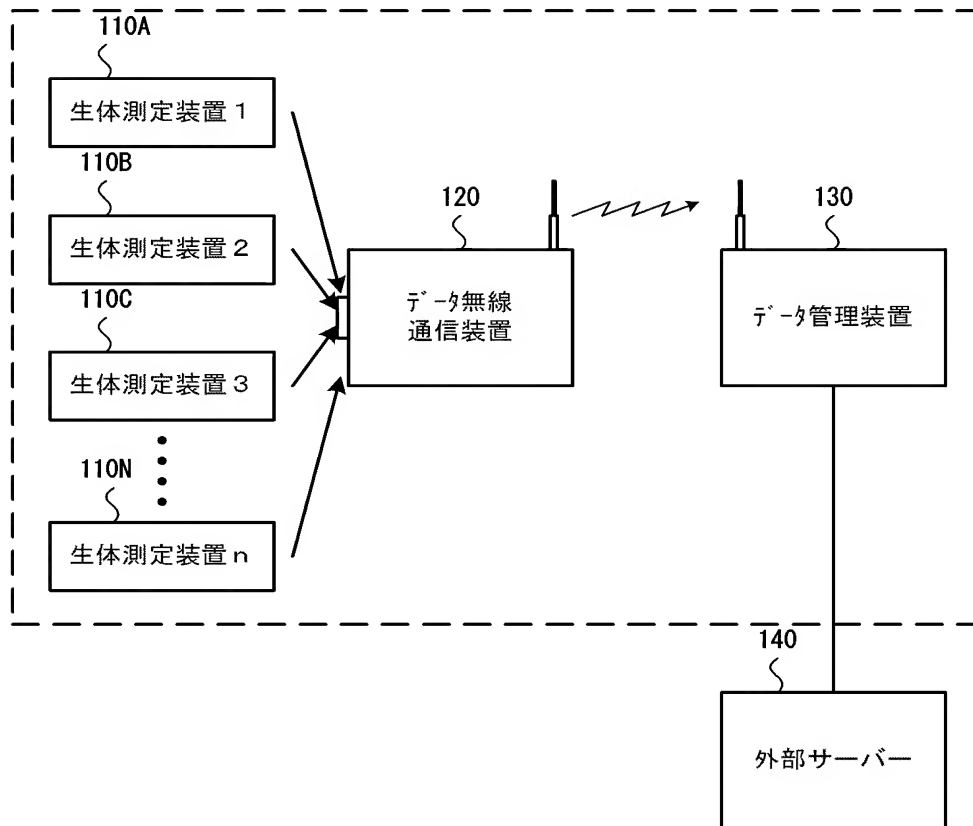 110A
生体測定装置１
110B
生体測定装置２
110C
生体測定装置３
110N
生体測定装置ｎ
120
ﾃﾞｰﾀ無線
通信装置
130
ﾃﾞｰﾀ管理装置
140
外部サーバー